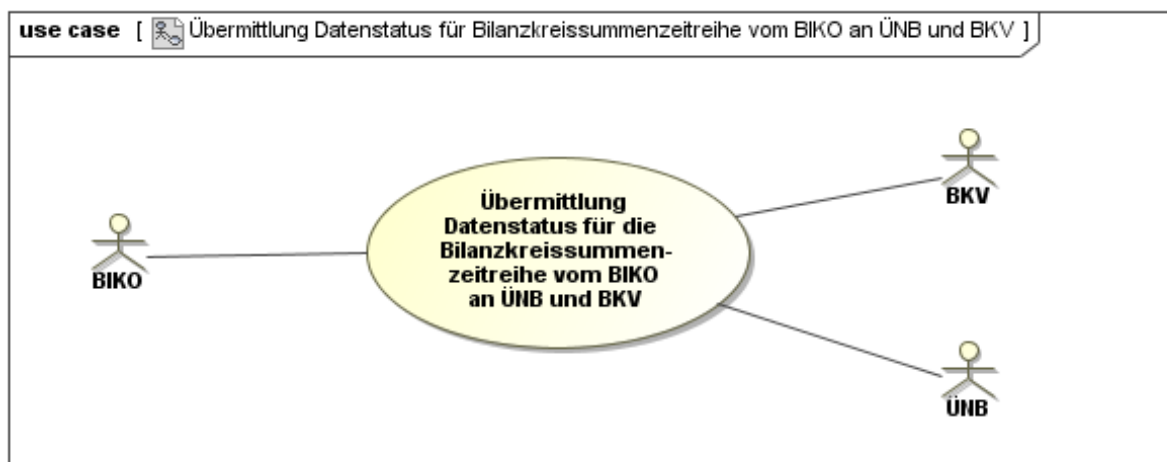 use case [ Übermittlung Datenstatus für Bilanzkreissummenzeitreihe vom BIKO an ÜNB und BKV ]
BKV
Übermittlung
Datenstatus für die
Bilanzkreissummen-
zeitreihe vom BIKO
an ÜNB und BKV
BIKO
ÜNB